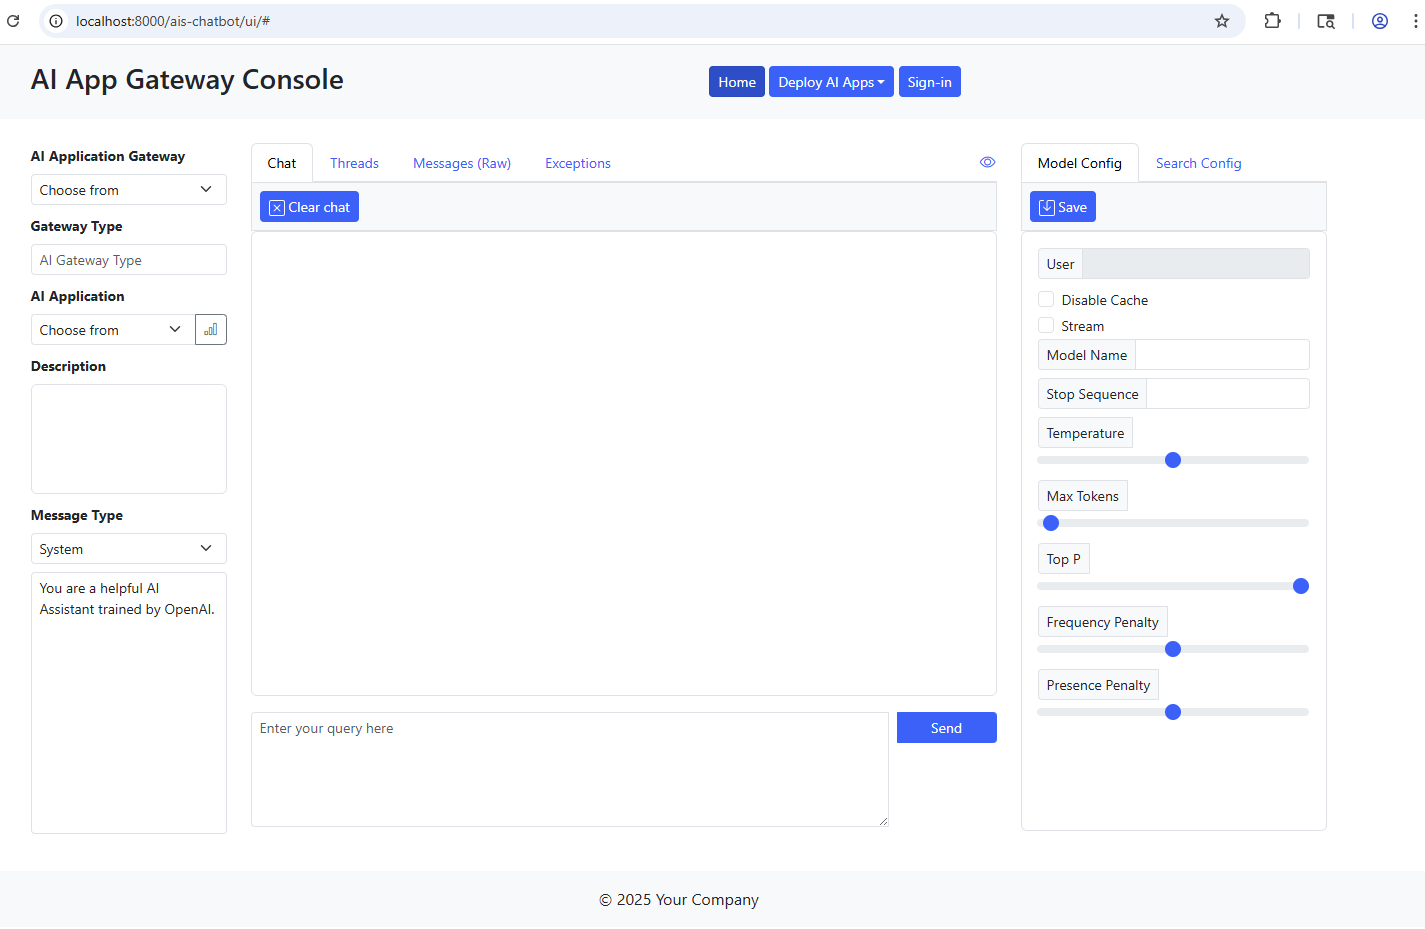 localhost:8000/ais-chatbot/ui/#
AI App Gateway Console
Home
Deploy AI Apps
Sign-in
AI Application Gateway
Choose from
Gateway Type
AI Gateway Type
AI Application
Choose from
Description
Message Type
System
You are a helpful AI
Assistant trained by OpenAI.
Chat
Threads
Messages (Raw)
Exceptions
Clear chat
Enter your query here
Send
Model Config
Search Config
Save
User
Disable Cache
Stream
Model Name
Stop Sequence
Temperature
Max Tokens
Top P
Frequency Penalty
Presence Penalty
© 2025 Your Company